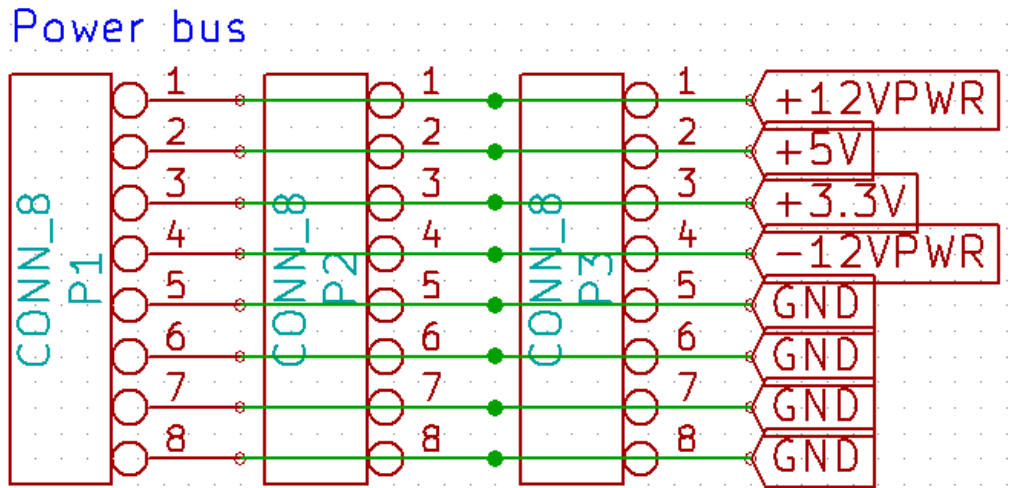 Power bus
1 1 1 +12VPWR
2 2 2 +5V
3 3 3 +3.3V
4 4 4 -12VPWR
5 5 5 GND
6 6 6 GND
7 7 7 GND
8 8 8 GND
CONN_8
P1
CONN_8
P2
CONN_8
P3